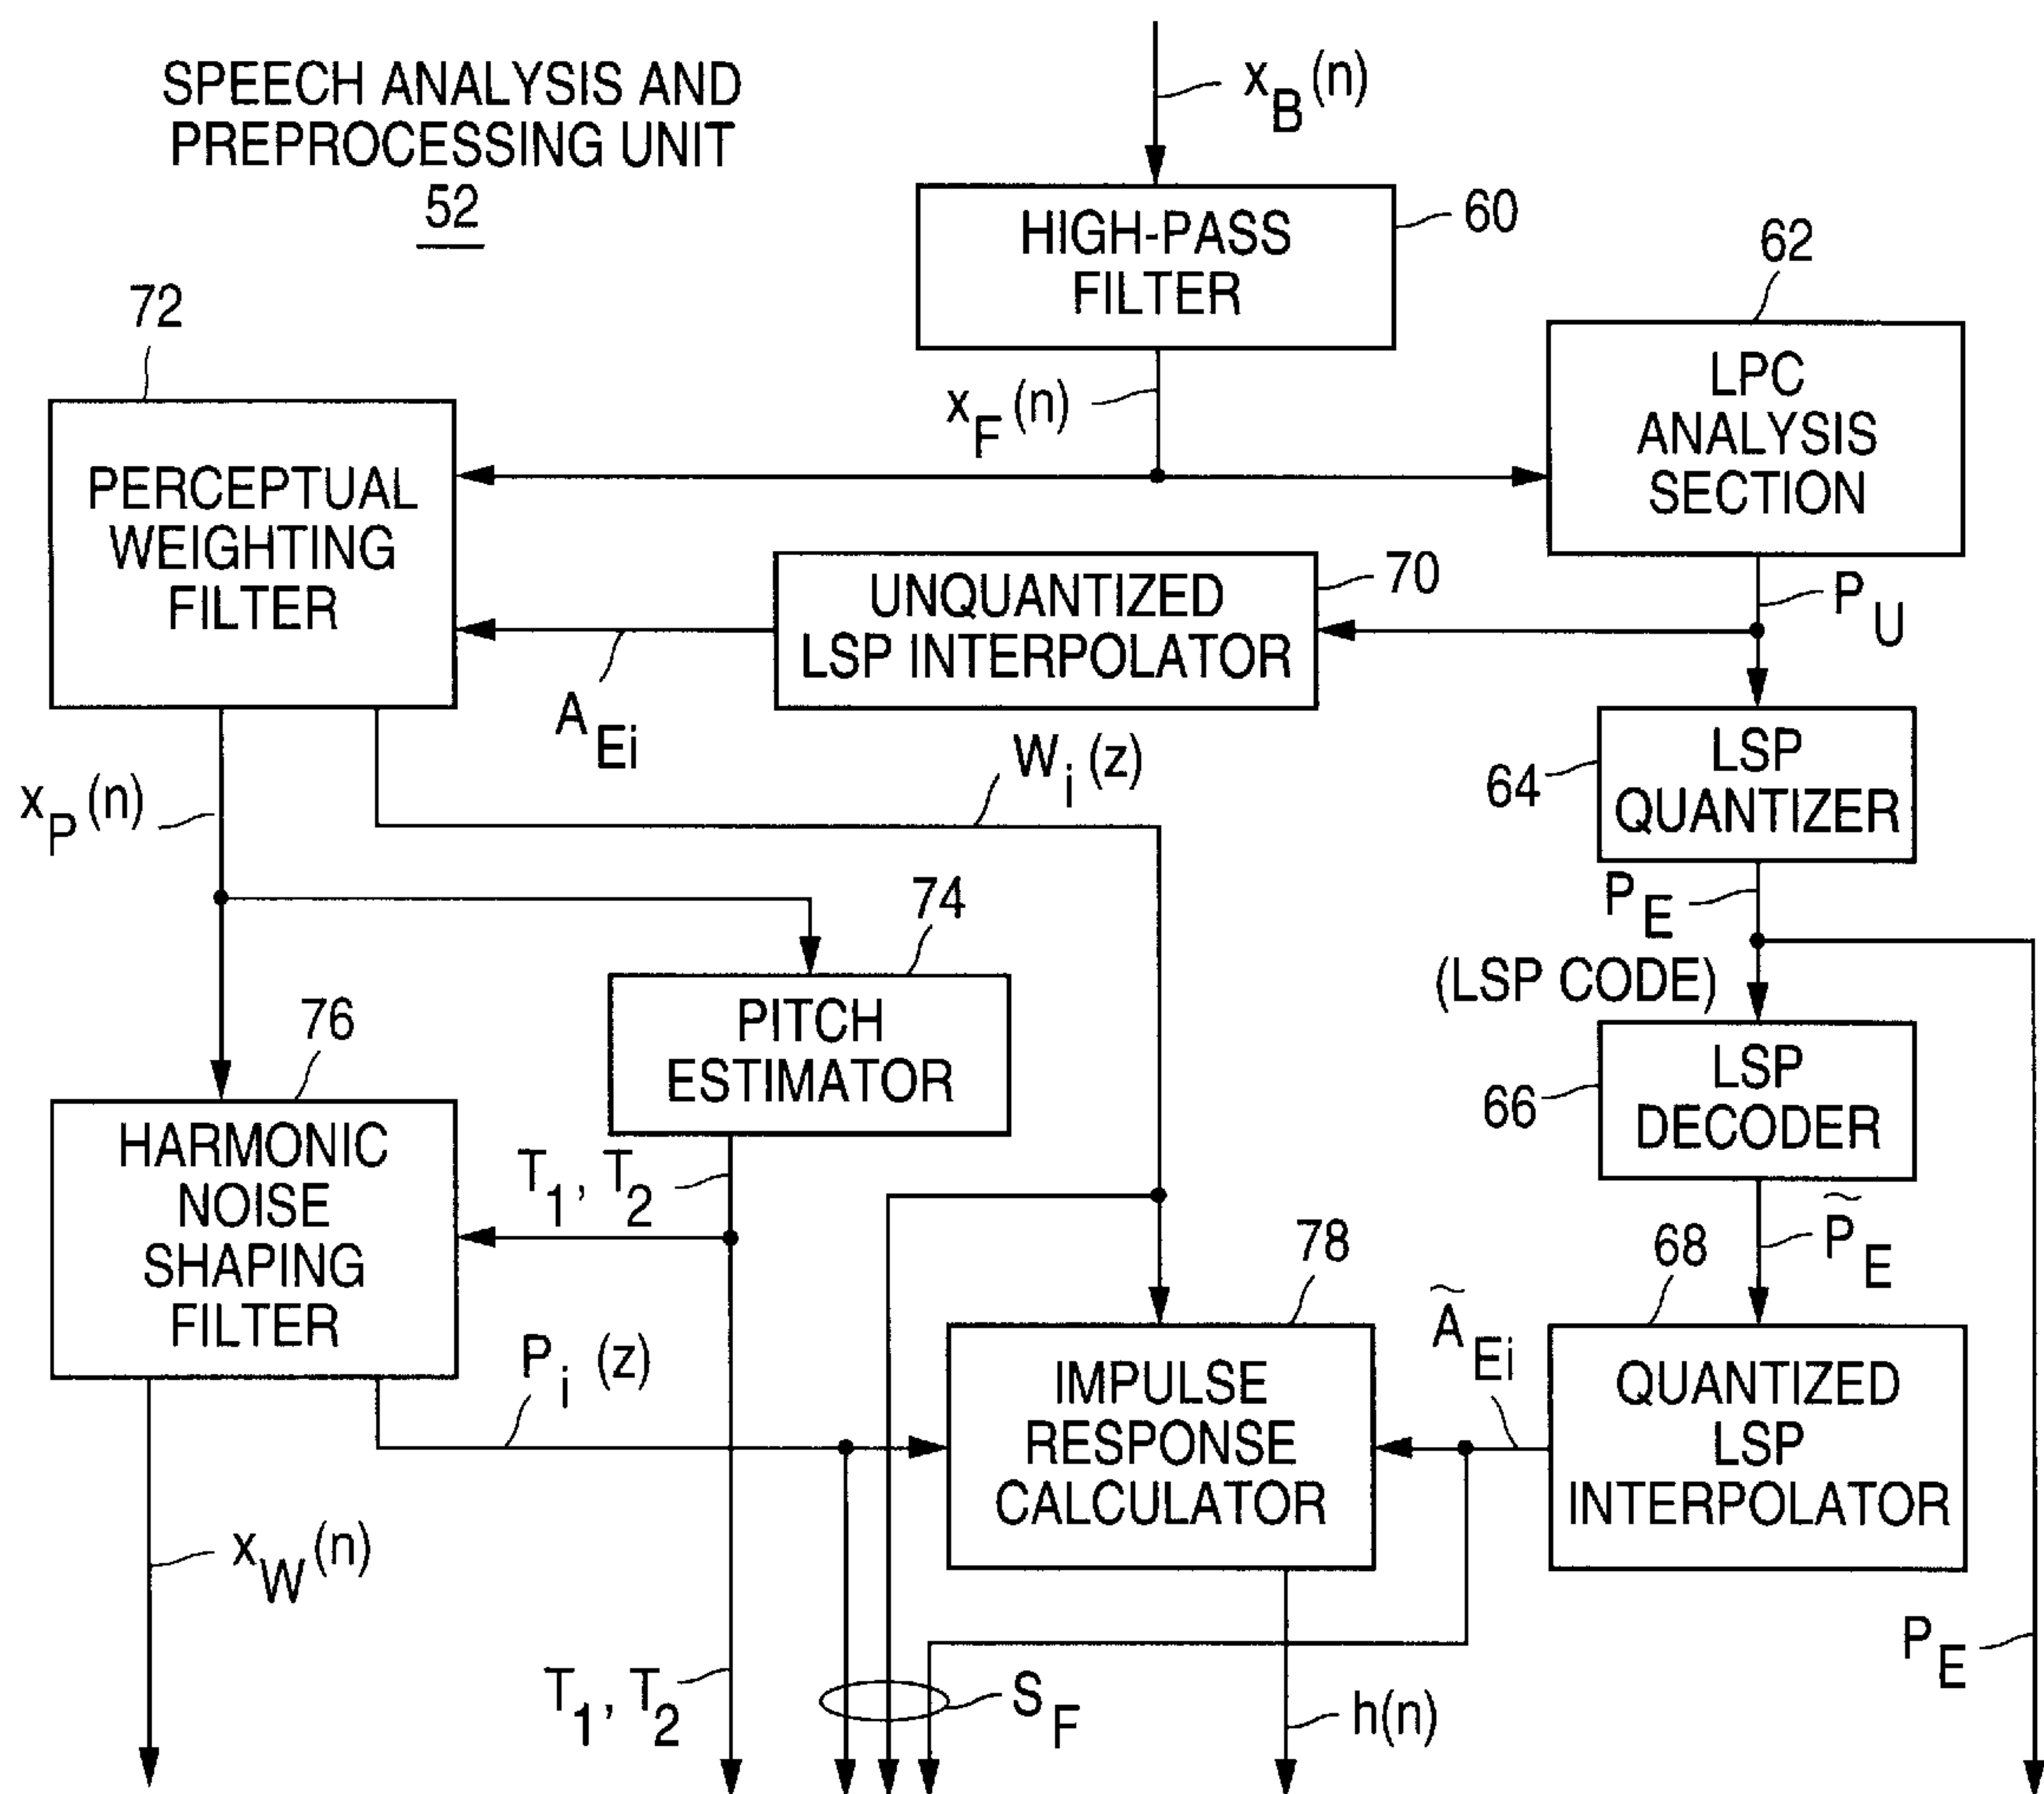 SPEECH ANALYSIS AND
PREPROCESSING UNIT
52
x_B(n)
HIGH-PASS
FILTER
60
62
LPC
ANALYSIS
SECTION
72
x_F(n)
PERCEPTUAL
WEIGHTING
FILTER
UNQUANTIZED
LSP INTERPOLATOR
70
P_U
A_Ei
W_i(z)
64
LSP
QUANTIZER
x_P(n)
P_E
(LSP CODE)
74
PITCH
ESTIMATOR
76
HARMONIC
NOISE
SHAPING
FILTER
T_1, T_2
66
LSP
DECODER
P̃_E
78
68
P_i(z)
IMPULSE
RESPONSE
CALCULATOR
Ã_Ei
QUANTIZED
LSP
INTERPOLATOR
x_W(n)
T_1, T_2
S_F
h(n)
P_E